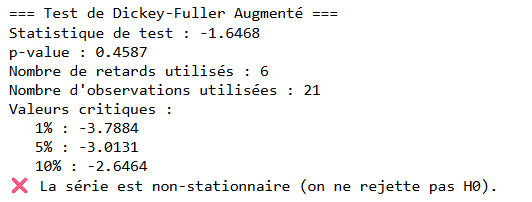 === Test de Dickey-Fuller Augmenté ===
Statistique de test : -1.6468
p-value : 0.4587
Nombre de retards utilisés : 6
Nombre d'observations utilisées : 21
Valeurs critiques :
   1% : -3.7884
   5% : -3.0131
   10% : -2.6464
❌ La série est non-stationnaire (on ne rejette pas H0).